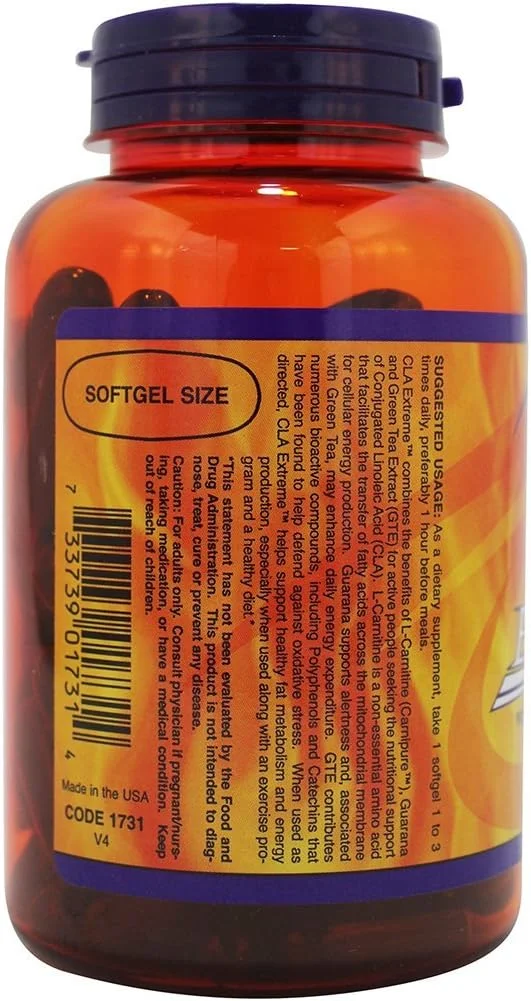 SUGGESTED USAGE: As a dietary supplement, take 1 softgel 1 to 3
times daily, preferably 1 hour before meals.
CLA Extreme™ combines the benefits of L-Carnitine (Carnipure™), Guarana
and Green Tea Extract (GTE) for active people seeking the nutritional support
of Conjugated Linoleic Acid (CLA). L-Carnitine is a non-essential amino acid
that facilitates the transfer of fatty acids across the mitochondrial membrane
for cellular energy production. Guarana supports alertness and, associated
with Green Tea, may enhance daily energy expenditure. GTE contributes
numerous bioactive compounds, including Polyphenols and Catechins that
have been found to help defend against oxidative stress. When used as
directed, CLA Extreme™ helps support healthy fat metabolism and energy
production, especially when used along with an exercise pro-
gram and a healthy diet.*
*This statement has not been evaluated by the Food and
Drug Administration. This product is not intended to diag-
nose, treat, cure or prevent any disease.
Caution: For adults only. Consult physician if pregnant/nurs-
ing, taking medication, or have a medical condition. Keep
out of reach of children.
SOFTGEL SIZE
7 33739 01731 4
Made in the USA
CODE 1731
V4